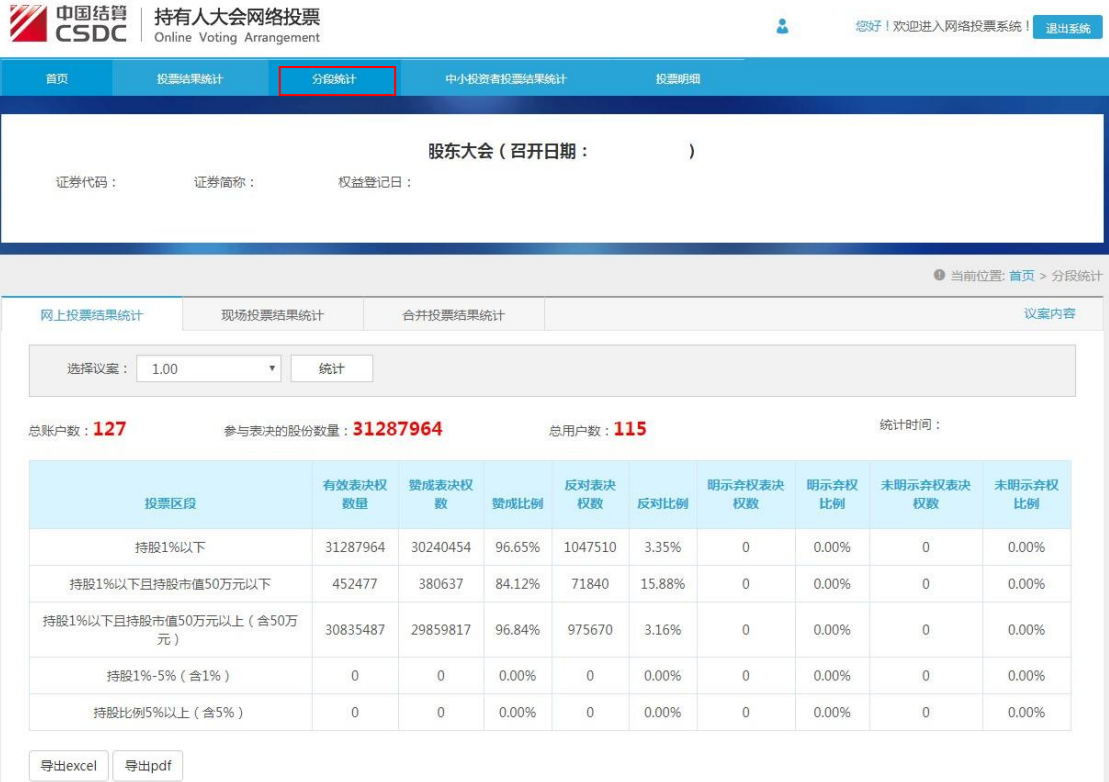 中国结算
CSDC
持有人大会网络投票
Online Voting Arrangement
您好！欢迎进入网络投票系统！ 退出系统
首页 投票结果统计 分段统计 中小投资者投票结果统计 投票明细
股东大会（召开日期： ）
证券代码： 证券简称： 权益登记日：
当前位置: 首页 > 分段统计
网上投票结果统计 现场投票结果统计 合并投票结果统计 议案内容
选择议案： 1.00 统计
总账户数：127 参与表决的股份数量：31287964 总用户数：115 统计时间：
投票区段 有效表决权数量 赞成表决权数 赞成比例 反对表决权数 反对比例 明示弃权表决权数 明示弃权比例 未明示弃权表决权数 未明示弃权比例
持股1%以下 31287964 30240454 96.65% 1047510 3.35% 0 0.00% 0 0.00%
持股1%以下且持股市值50万元以下 452477 380637 84.12% 71840 15.88% 0 0.00% 0 0.00%
持股1%以下且持股市值50万元以上（含50万元） 30835487 29859817 96.84% 975670 3.16% 0 0.00% 0 0.00%
持股1%-5%（含1%） 0 0 0.00% 0 0.00% 0 0.00% 0 0.00%
持股比例5%以上（含5%） 0 0 0.00% 0 0.00% 0 0.00% 0 0.00%
导出excel 导出pdf